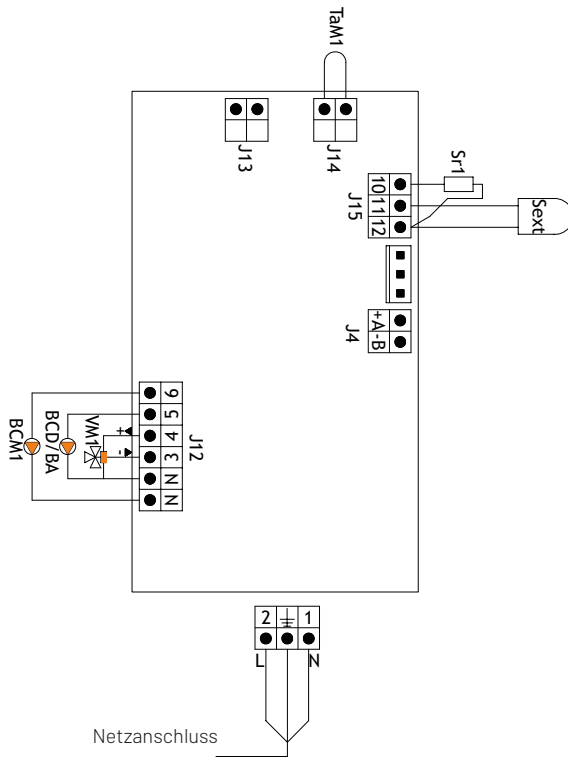 TaM1
J13
J14
Sr1
Sext
10 11 12
J15
+A-B
J4
6 5 4 3 N N
J12
+
-
VM1
BCD/BA
BCM1
2 1
L N
Netzanschluss